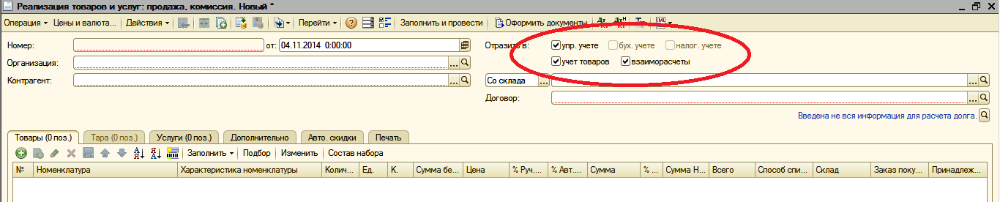 Реализация товаров и услуг: продажа, комиссия. Новый *
Операция Цены и валюта... Действия Перейти Заполнить и провести Оформить документы
Номер: от: 04.11.2014 0:00:00 Отразить в: упр. учете бух. учете налог. учете
Организация: учет товаров взаиморасчеты
Контрагент: Со склада
Договор:
Введена не вся информация для расчета долга.
Товары (0 поз.) Тара (0 поз.) Услуги (0 поз.) Дополнительно Авто. скидки Печать
Заполнить Подбор Изменить Состав набора
№ Номенклатура Характеристика номенклатуры Колич... Ед. К. Сумма бе... Цена % Руч.... % Авт.... Сумма % ... Сумма Н... Всего Способ спи... Склад Заказ поку... Принадлеж...